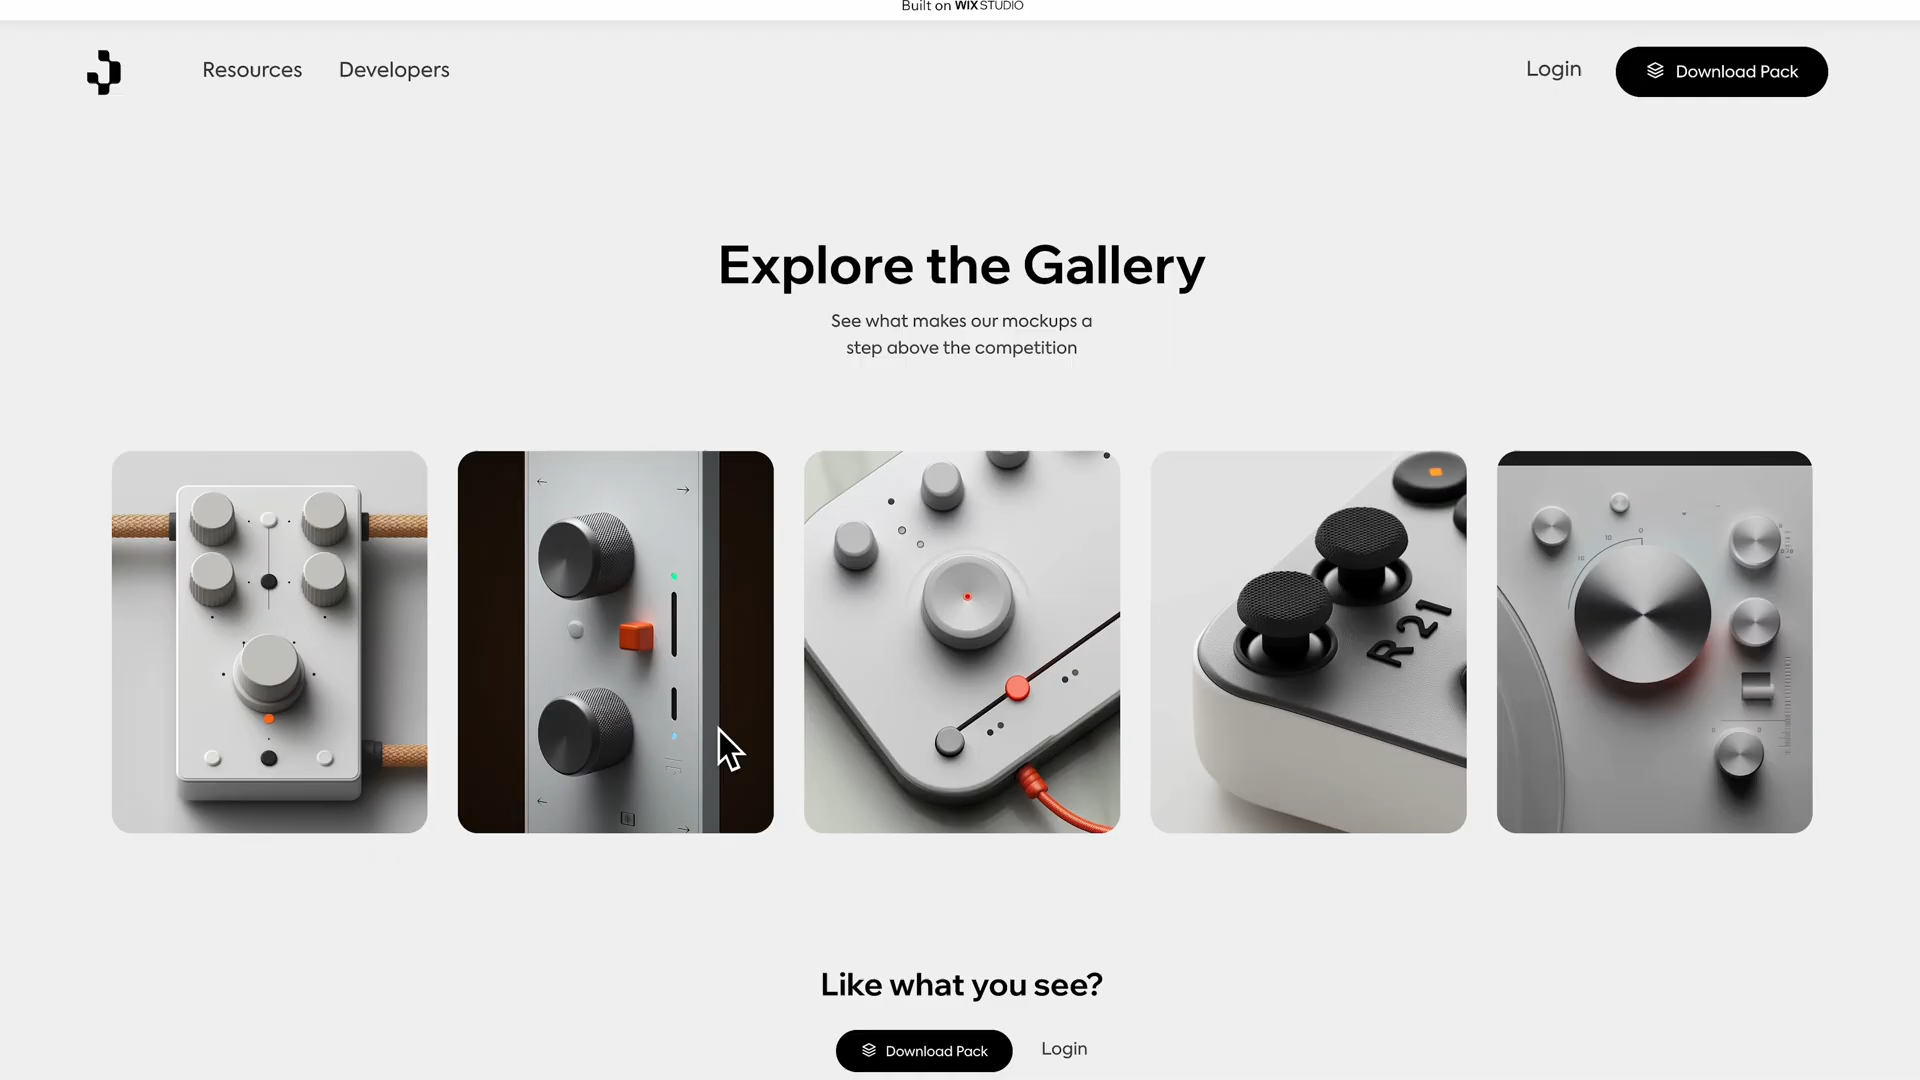 Built on WIX STUDIO
Resources
Developers
Login
Download Pack
Explore the Gallery
See what makes our mockups a
step above the competition
R21
Like what you see?
Download Pack
Login